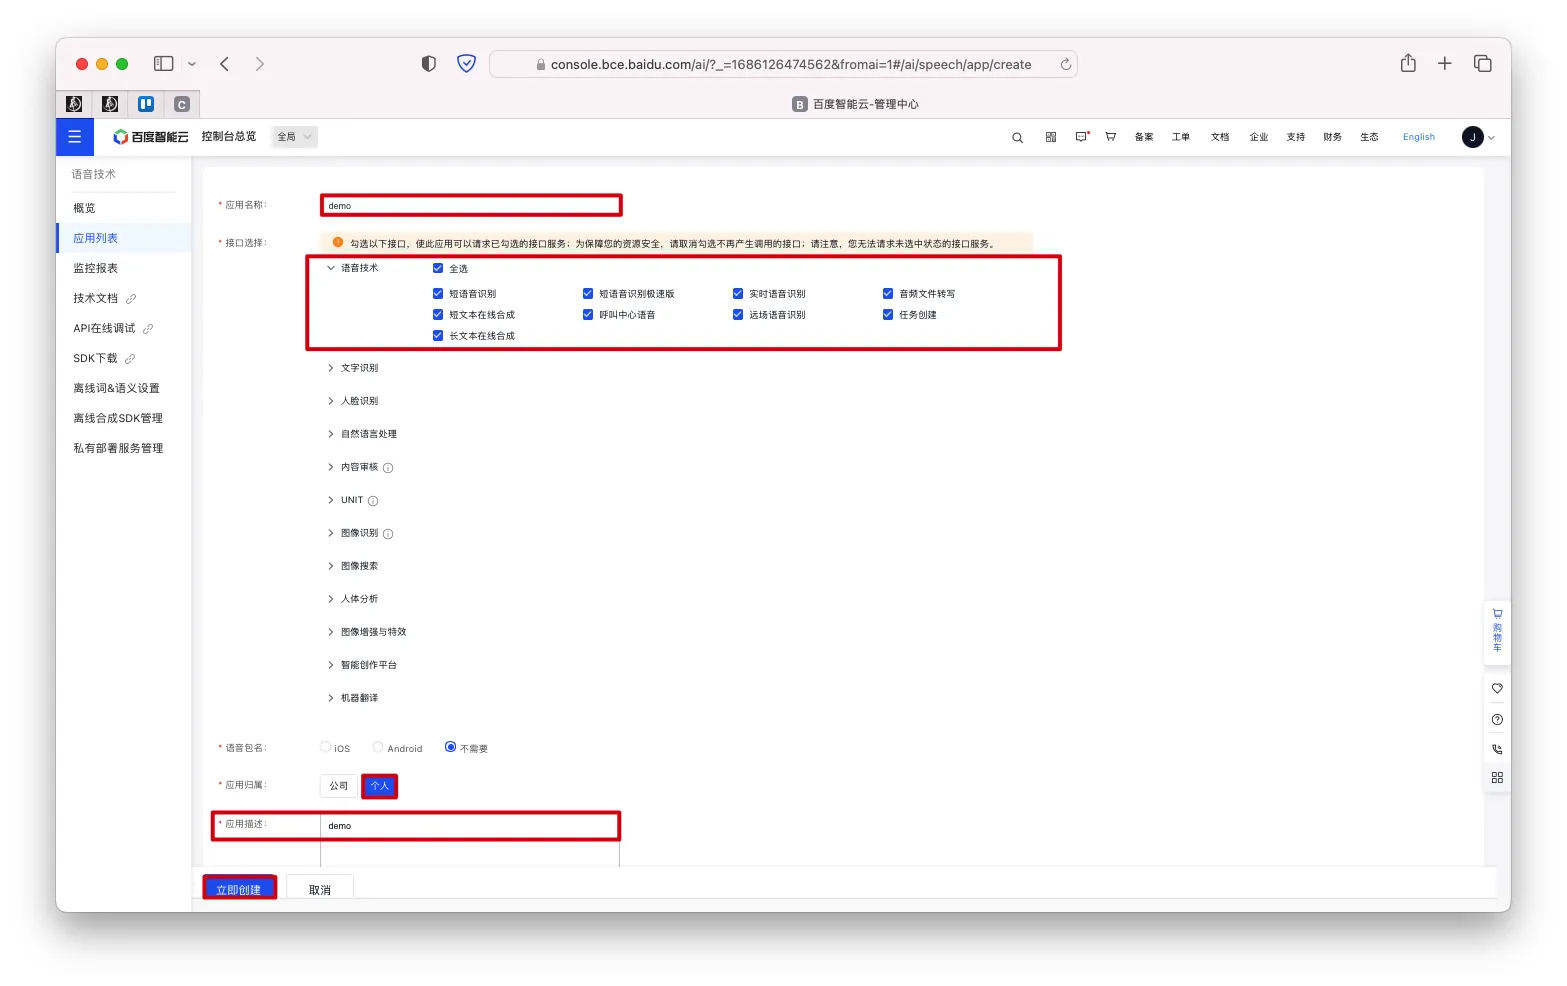 console.bce.baidu.com/ai/?_=1686126474562&fromai=1#/ai/speech/app/create
C
B 百度智能云-管理中心
百度智能云 控制台总览 全局 备案 工单 文档 企业 支持 财务 生态 English J
语音技术
概览
应用列表
监控报表
技术文档
API在线调试
SDK下载
离线词&语义设置
离线合成SDK管理
私有部署服务管理
* 应用名称: demo
* 接口选择: 勾选以下接口，使此应用可以请求已勾选的接口服务；为保障您的资源安全，请取消勾选不再产生调用的接口；请注意，您无法请求未选中状态的接口服务。
语音技术 全选
短语音识别 短语音识别极速版 实时语音识别 音频文件转写
短文本在线合成 呼叫中心语音 远场语音识别 任务创建
长文本在线合成
文字识别
人脸识别
自然语言处理
内容审核
UNIT
图像识别
图像搜索
人体分析
图像增强与特效
智能创作平台
机器翻译
* 语音包名: iOS Android 不需要
* 应用归属: 公司 个人
* 应用描述: demo
立即创建 取消
购物车